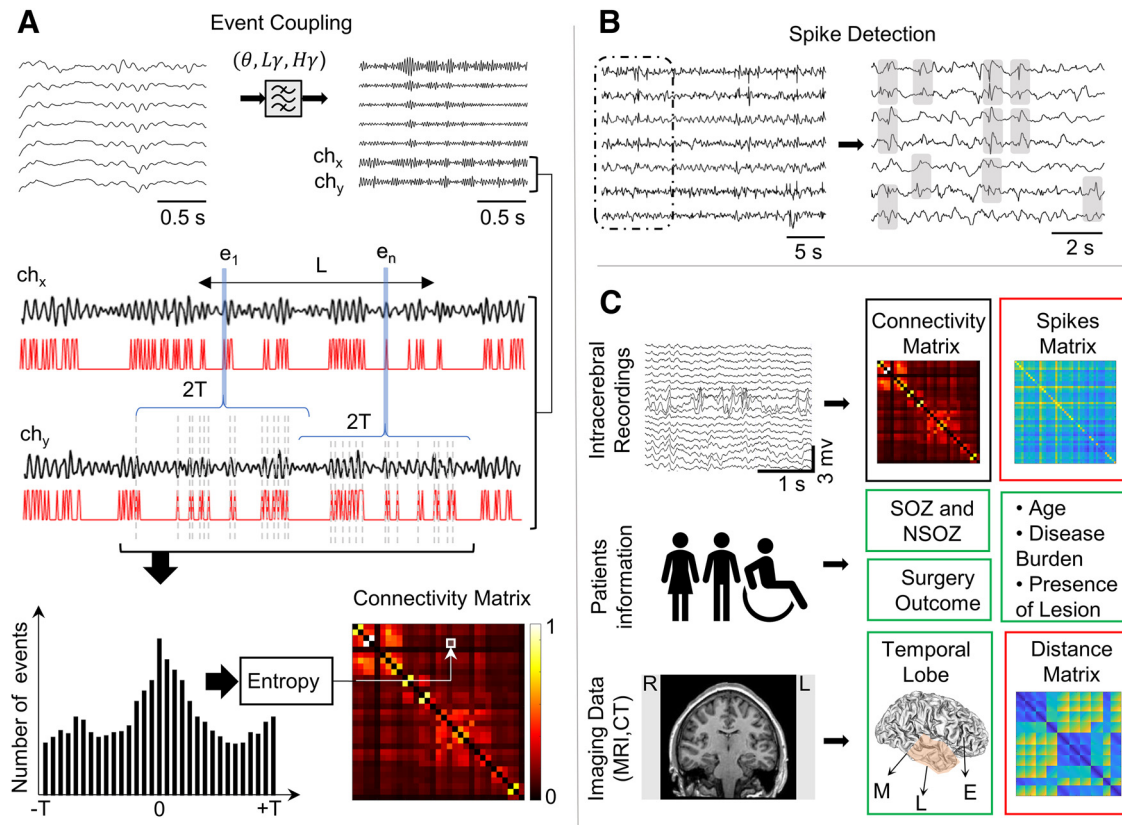 A
Event Coupling
(θ, Lγ, Hγ)
ch_x
ch_y
0.5 s
0.5 s
e_1
L
e_n
ch_x
2T
ch_y
2T
Connectivity Matrix
Number of events
Entropy
1
0
-T
0
+T
B
Spike Detection
5 s
2 s
C
Intracerebral
Recordings
1 s
3 mv
Connectivity
Matrix
Spikes
Matrix
Patients
information
SOZ and
NSOZ
Surgery
Outcome
• Age
• Disease
Burden
• Presence
of Lesion
Imaging Data
(MRI,CT)
R
L
Temporal
Lobe
M
L
E
Distance
Matrix